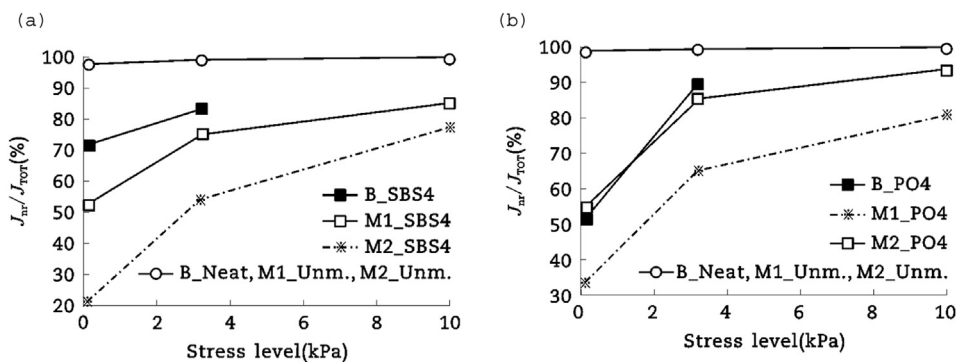 (a)
100
90
80
70
60
50
40
30
20
0
2
4
6
8
10
Jnr/JTOT(%)
Stress level(kPa)
B_SBS4
M1_SBS4
M2_SBS4
B_Neat, M1_Unm., M2_Unm.
(b)
100
90
80
70
60
50
40
30
0
2
4
6
8
10
Jnr/JTOT(%)
Stress level(kPa)
B_PO4
M1_PO4
M2_PO4
B_Neat, M1_Unm., M2_Unm.